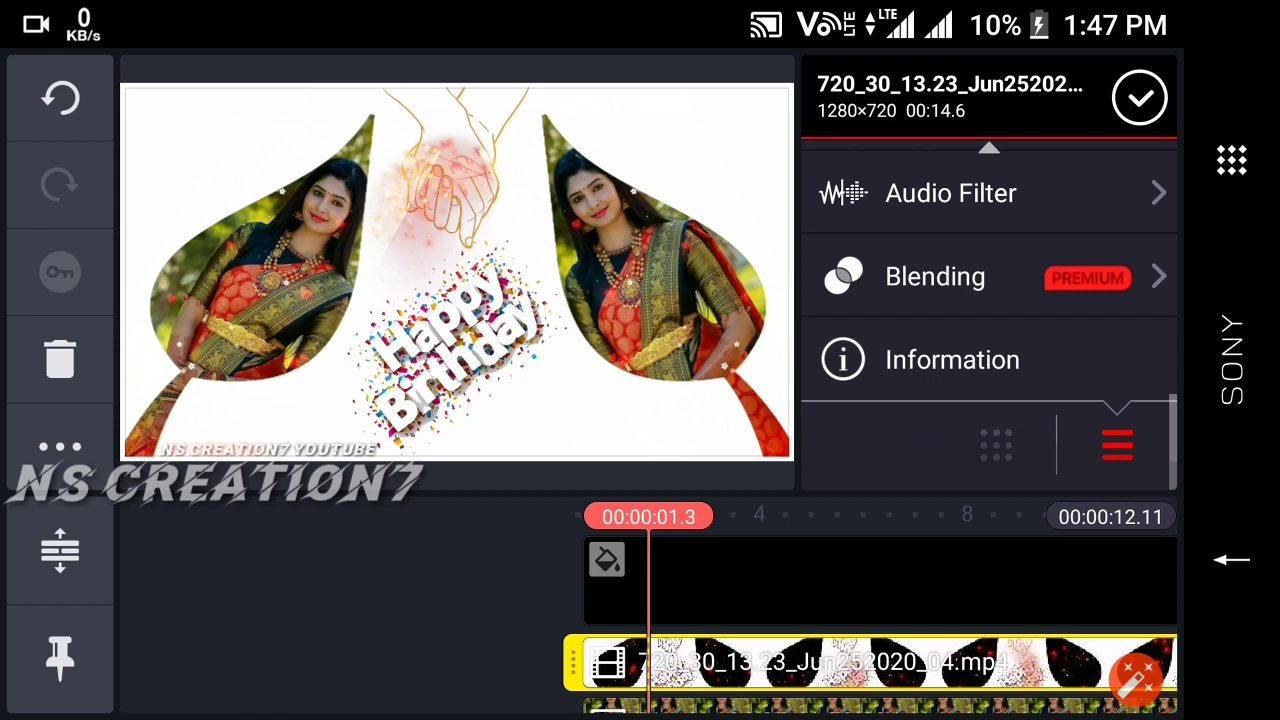 0
KB/s
VoLTE LTE 10% 1:47 PM
720_30_13.23_Jun25202...
1280×720 00:14.6
Audio Filter
Blending PREMIUM
Information
Happy
Birthday
NS CREATION7 YOUTUBE
NS CREATION7
SONY
00:00:01.3 4 8 00:00:12.11
720_30_13.23_Jun252020_04.mp4